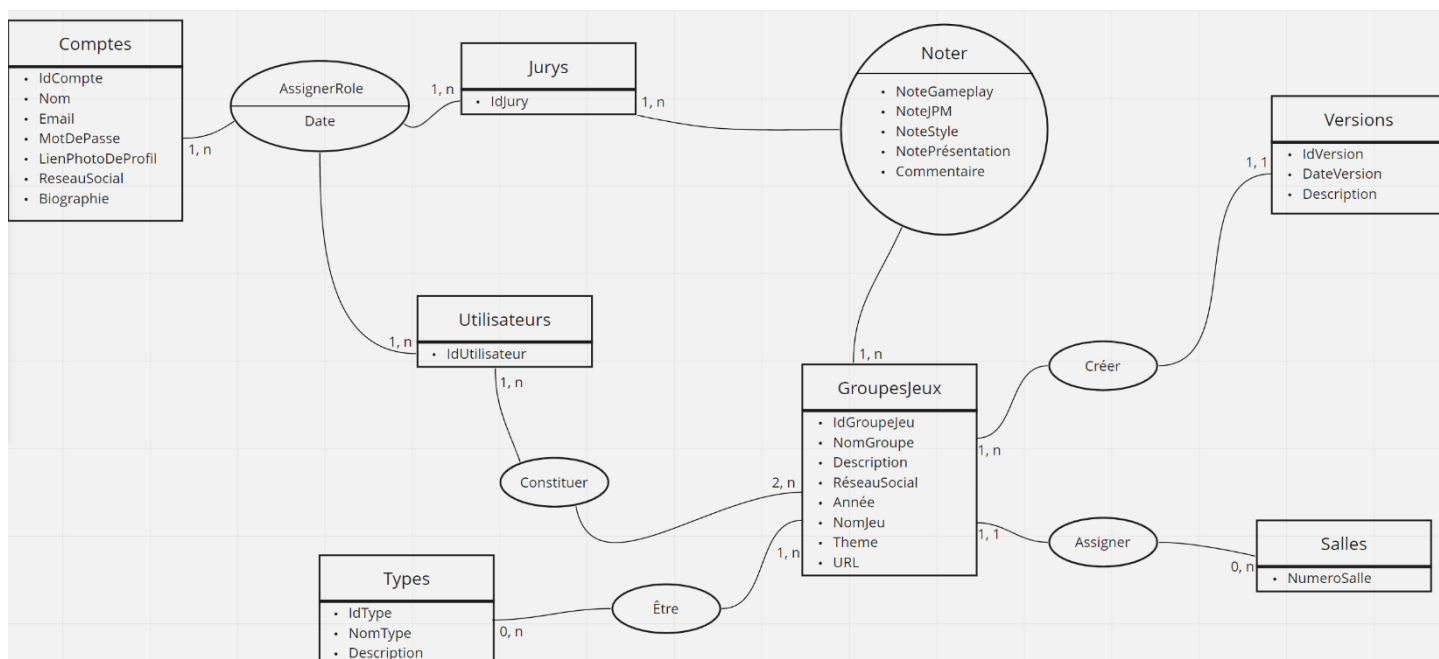 Comptes
IdCompte
Nom
Email
MotDePasse
LienPhotoDeProfil
ReseauSocial
Biographie
1, n
AssignerRole
Date
1, n
Jurys
IdJury
1, n
Noter
NoteGameplay
NoteJPM
NoteStyle
NotePrésentation
Commentaire
Versions
IdVersion
DateVersion
Description
1, 1
1, n
Utilisateurs
IdUtilisateur
1, n
1, n
GroupesJeux
IdGroupeJeu
NomGroupe
Description
RéseauSocial
Année
NomJeu
Theme
URL
Créer
1, n
Constituer
2, n
1, n
1, 1
Assigner
0, n
Salles
NumeroSalle
Types
IdType
NomType
Description
0, n
Être